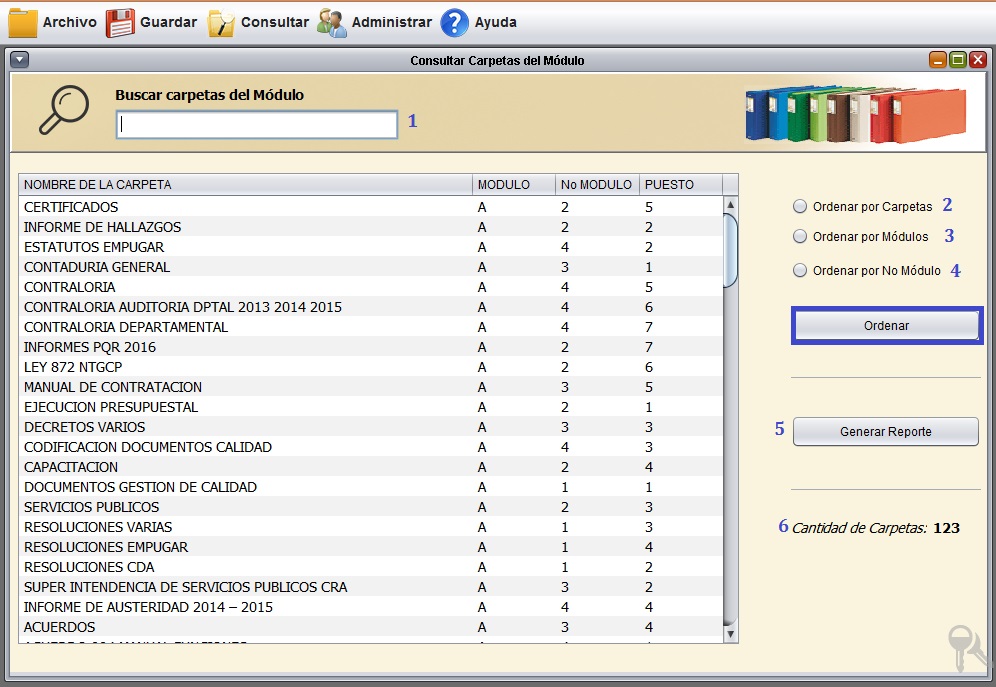 Archivo Guardar Consultar Administrar Ayuda
Consultar Carpetas del Módulo
Buscar carpetas del Módulo
1
NOMBRE DE LA CARPETA MODULO No MODULO PUESTO
CERTIFICADOS A 2 5
INFORME DE HALLAZGOS A 2 2
ESTATUTOS EMPUGAR A 4 2
CONTADURIA GENERAL A 3 1
CONTRALORIA A 4 5
CONTRALORIA AUDITORIA DPTAL 2013 2014 2015 A 4 6
CONTRALORIA DEPARTAMENTAL A 4 7
INFORMES PQR 2016 A 2 7
LEY 872 NTGCP A 2 6
MANUAL DE CONTRATACION A 3 5
EJECUCION PRESUPUESTAL A 2 1
DECRETOS VARIOS A 3 3
CODIFICACION DOCUMENTOS CALIDAD A 4 3
CAPACITACION A 2 4
DOCUMENTOS GESTION DE CALIDAD A 1 1
SERVICIOS PUBLICOS A 2 3
RESOLUCIONES VARIAS A 1 3
RESOLUCIONES EMPUGAR A 1 4
RESOLUCIONES CDA A 1 2
SUPER INTENDENCIA DE SERVICIOS PUBLICOS CRA A 3 2
INFORME DE AUSTERIDAD 2014 – 2015 A 4 4
ACUERDOS A 3 4
Ordenar por Carpetas 2
Ordenar por Módulos 3
Ordenar por No Módulo 4
Ordenar
5 Generar Reporte
6 Cantidad de Carpetas: 123